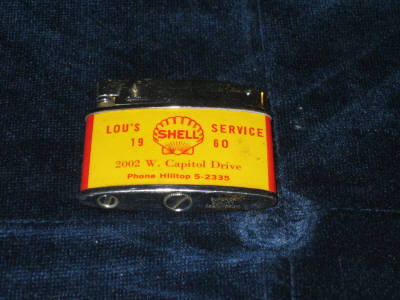 LOU'S SHELL SERVICE
19 60
2002 W. Capitol Drive
Phone Hilltop 5-2335